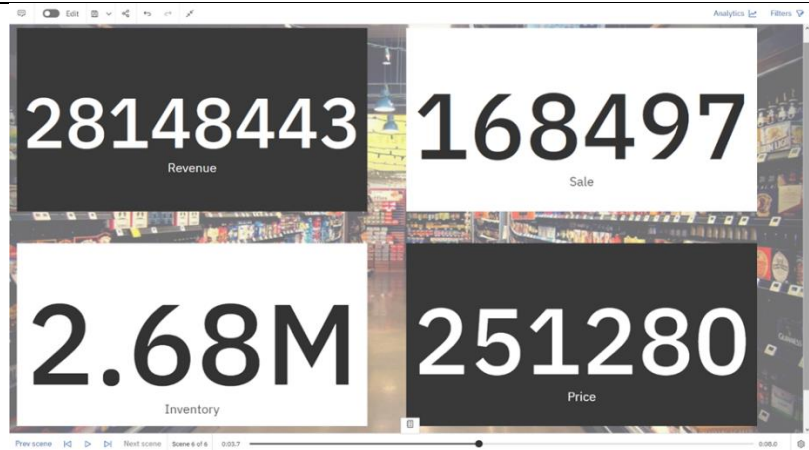 Edit
Analytics
Filters
28148443
Revenue
168497
Sale
2.68M
Inventory
251280
Price
Prev scene
Next scene
Scene 6 of 6
0:03.7
0:08.0